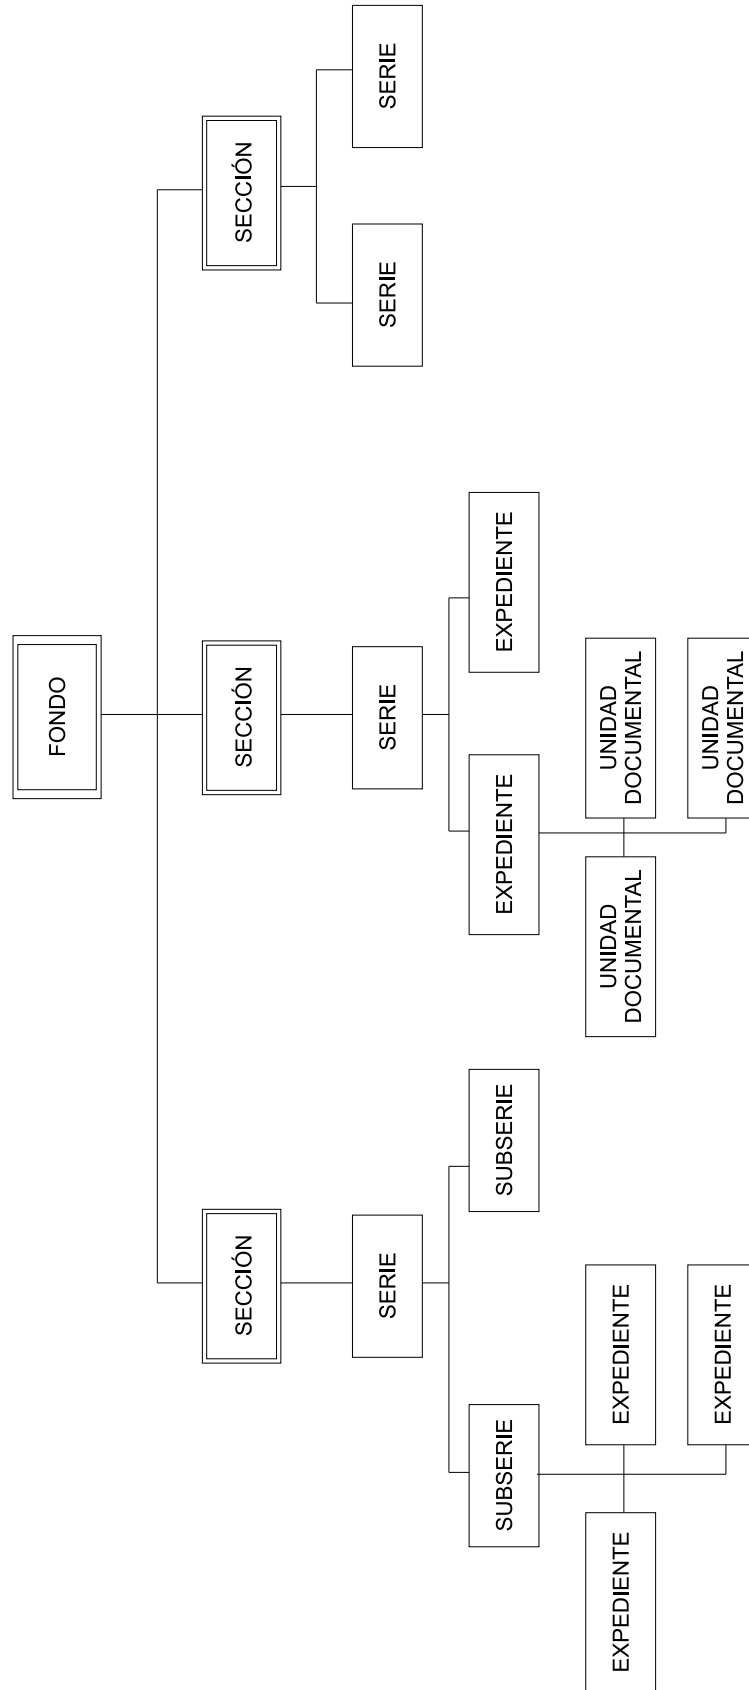 FONDO
SECCIÓN
SECCIÓN
SECCIÓN
SERIE
SERIE
SERIE
SERIE
SUBSERIE
SUBSERIE
EXPEDIENTE
EXPEDIENTE
EXPEDIENTE
EXPEDIENTE
UNIDAD
DOCUMENTAL
UNIDAD
DOCUMENTAL
EXPEDIENTE
UNIDAD
DOCUMENTAL